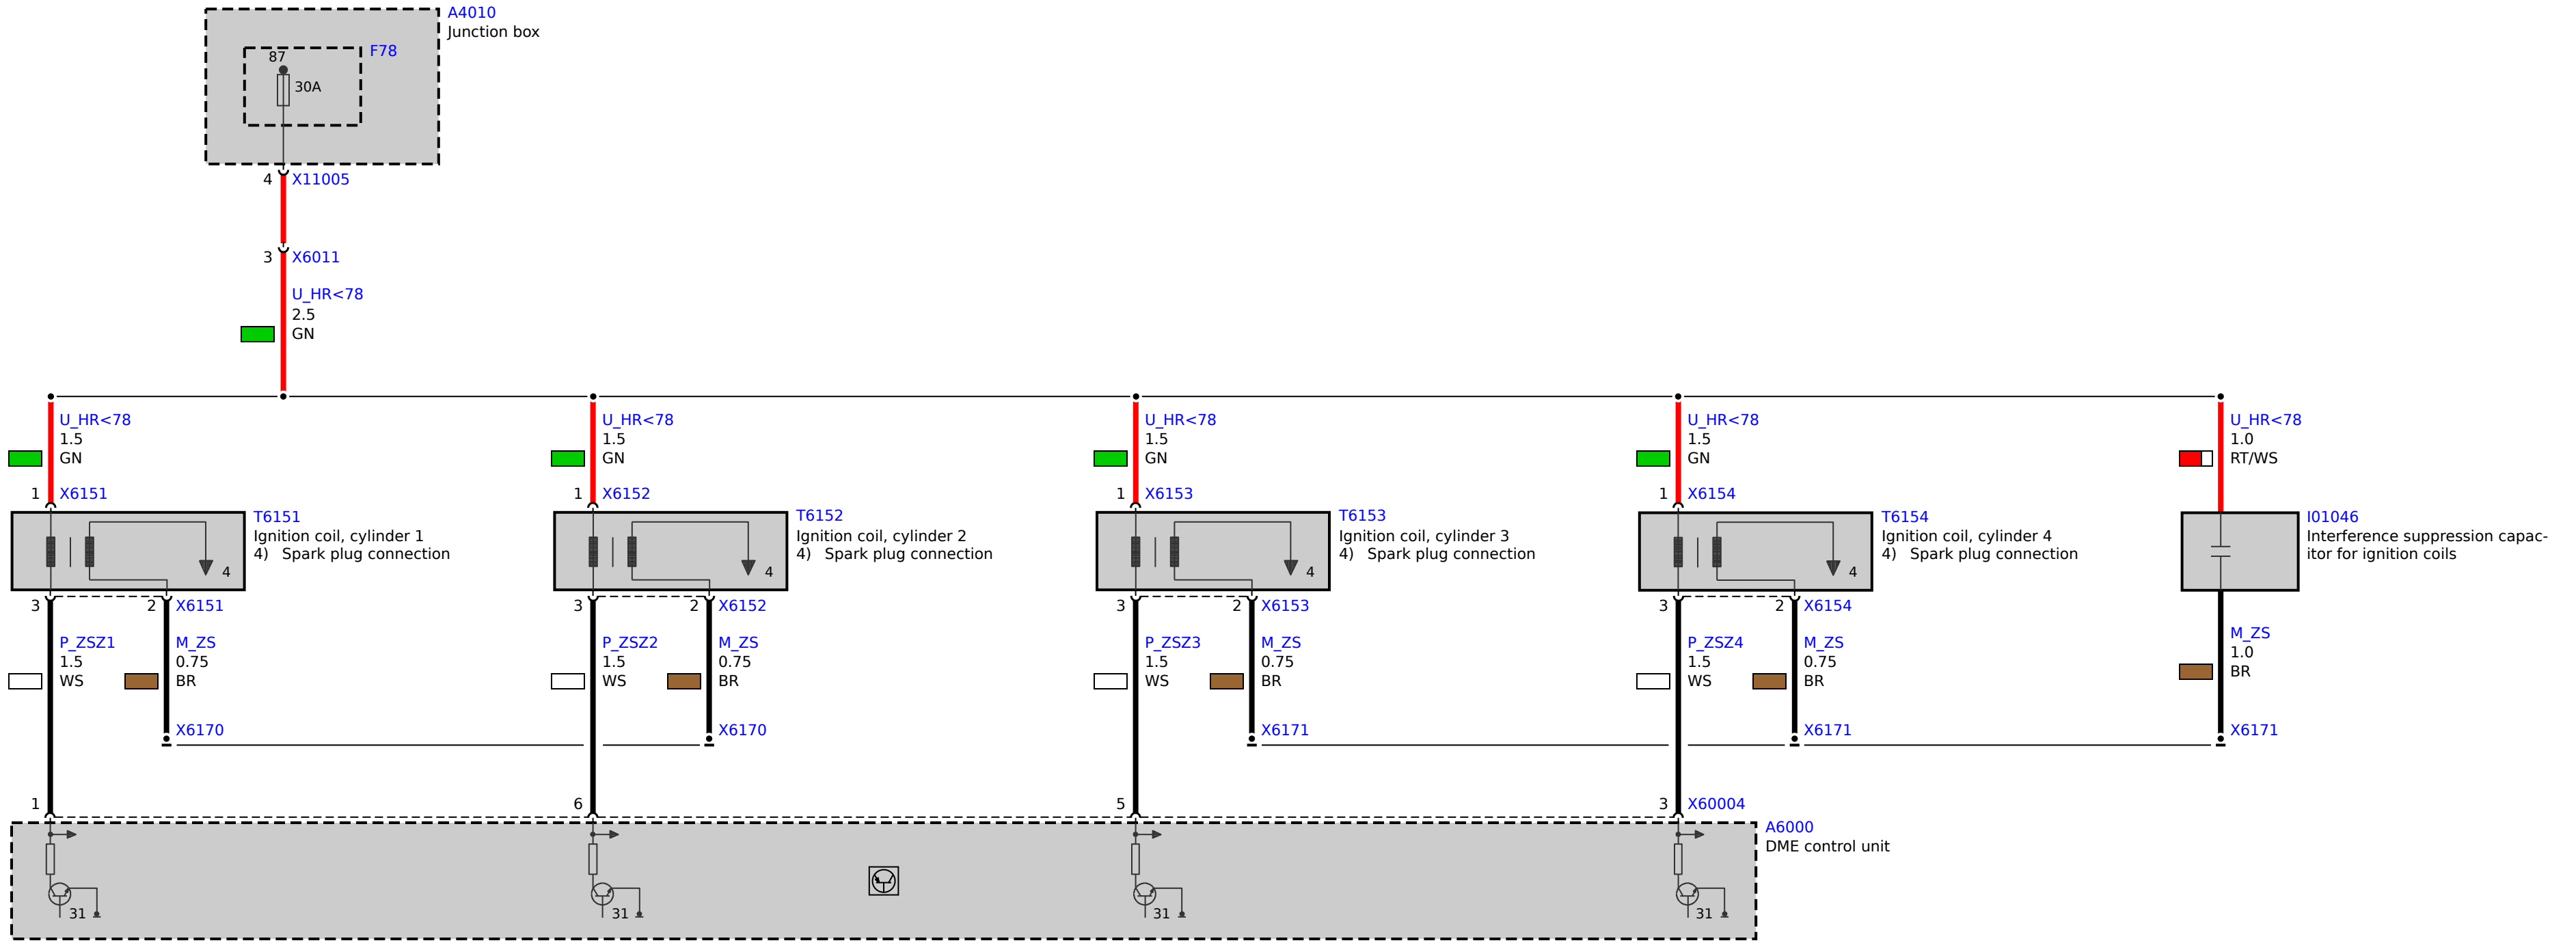 A4010
Junction box
F78
87
30A
4 X11005
3 X6011
U_HR<78
2.5
GN
U_HR<78 U_HR<78 U_HR<78 U_HR<78 U_HR<78
1.5 1.5 1.5 1.5 1.0
GN GN GN GN RT/WS
1 X6151 1 X6152 1 X6153 1 X6154
T6151
Ignition coil, cylinder 1
4) Spark plug connection
4
T6152
Ignition coil, cylinder 2
4) Spark plug connection
4
T6153
Ignition coil, cylinder 3
4) Spark plug connection
4
T6154
Ignition coil, cylinder 4
4) Spark plug connection
4
I01046
Interference suppression capac-
itor for ignition coils
3 2 X6151 3 2 X6152 3 2 X6153 3 2 X6154
P_ZSZ1 M_ZS P_ZSZ2 M_ZS P_ZSZ3 M_ZS P_ZSZ4 M_ZS M_ZS
1.5 0.75 1.5 0.75 1.5 0.75 1.5 0.75 1.0
WS BR WS BR WS BR WS BR BR
X6170 X6170 X6171 X6171 X6171
1 6 5 3 X60004
A6000
DME control unit
31 31 31 31